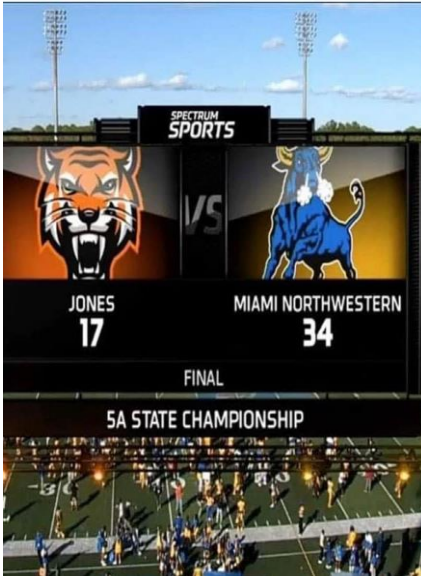 SPECTRUM
SPORTS
VS
JONES
MIAMI NORTHWESTERN
17
34
FINAL
5A STATE CHAMPIONSHIP